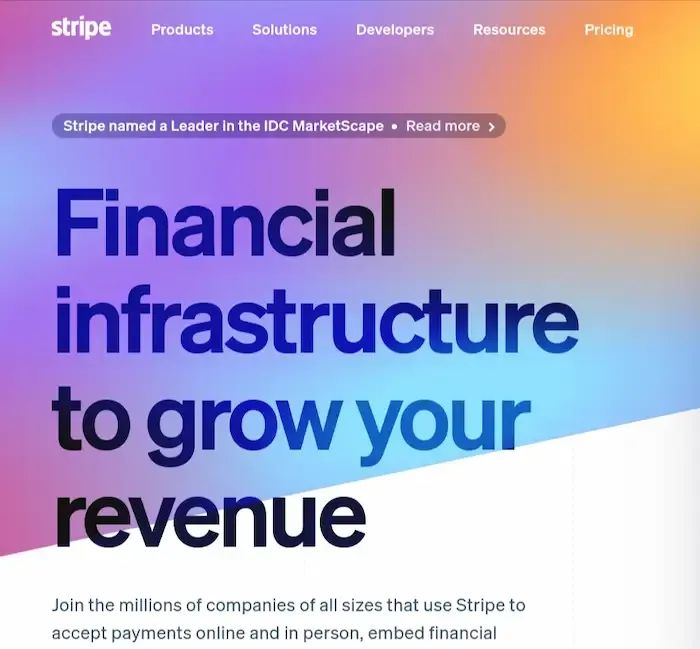 stripe Products Solutions Developers Resources Pricing
Stripe named a Leader in the IDC MarketScape • Read more >
Financial
infrastructure
to grow your
revenue
Join the millions of companies of all sizes that use Stripe to
accept payments online and in person, embed financial